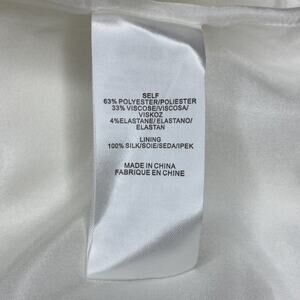 SELF
63% POLYESTER/POLIESTER
33% VISCOSE/VISCOSA/
VISKOZ
4%ELASTANE/ELASTANO/
ELASTAN
LINING
100% SILK/SOIE/SEDA/IPEK
MADE IN CHINA
FABRIQUE EN CHINE